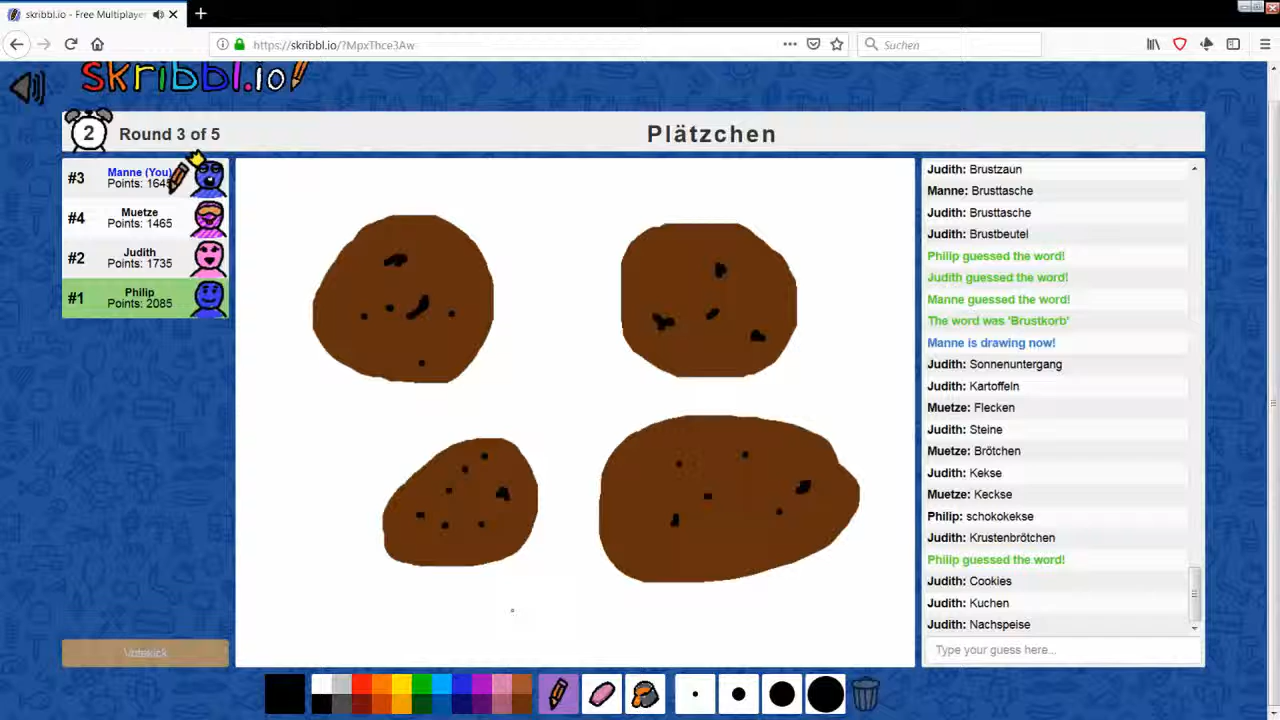 skribbl.io - Free Multiplayer
https://skribbl.io/?MpxThce3Aw
Suchen
skribbl.io!
2
Round 3 of 5
Plätzchen
#3
Manne (You)
Points: 1645
#4
Muetze
Points: 1465
#2
Judith
Points: 1735
#1
Philip
Points: 2085
Votekick
Judith: Brustzaun
Manne: Brusttasche
Judith: Brusttasche
Judith: Brustbeutel
Philip guessed the word!
Judith guessed the word!
Manne guessed the word!
The word was 'Brustkorb'
Manne is drawing now!
Judith: Sonnenuntergang
Judith: Kartoffeln
Muetze: Flecken
Judith: Steine
Muetze: Brötchen
Judith: Kekse
Muetze: Keckse
Philip: schokokekse
Judith: Krustenbrötchen
Philip guessed the word!
Judith: Cookies
Judith: Kuchen
Judith: Nachspeise
Type your guess here...